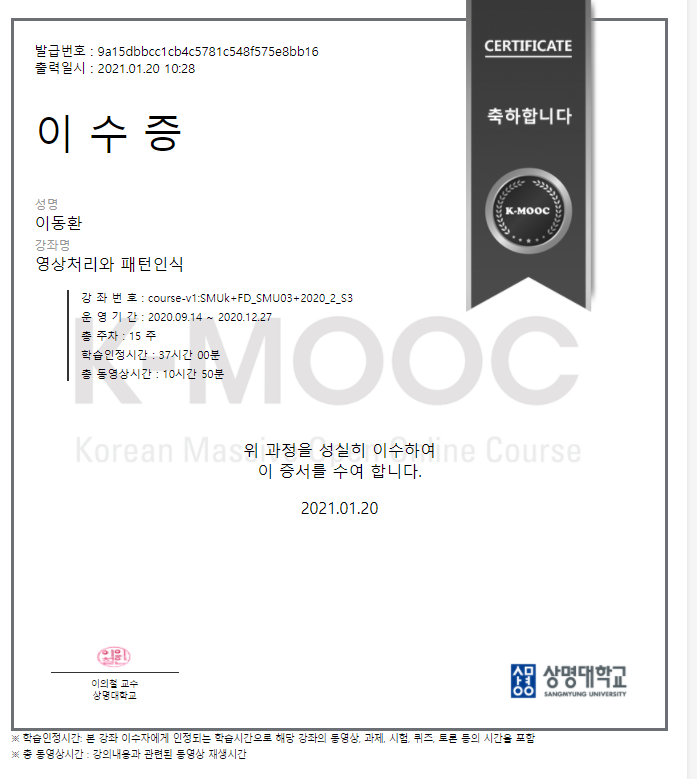 발급번호 : 9a15dbbcc1cb4c5781c548f575e8bb16
출력일시 : 2021.01.20 10:28
CERTIFICATE
축하합니다
K-MOOC
이 수 증
성명
이동환
강좌명
영상처리와 패턴인식
강 좌 번 호 : course-v1:SMUk+FD_SMU03+2020_2_S3
운 영 기 간 : 2020.09.14 ~ 2020.12.27
총 주차 : 15 주
학습인정시간 : 37시간 00분
총 동영상시간 : 10시간 50분
K-MOOC
Korean Massive Open Online Course
위 과정을 성실히 이수하여
이 증서를 수여 합니다.
2021.01.20
이의철 교수
상명대학교
상명
상명대학교
SANGMYUNG UNIVERSITY
※ 학습인정시간: 본 강좌 이수자에게 인정되는 학습시간으로 해당 강좌의 동영상, 과제, 시험, 퀴즈, 토론 등의 시간을 포함
※ 총 동영상시간 : 강의내용과 관련된 동영상 재생시간